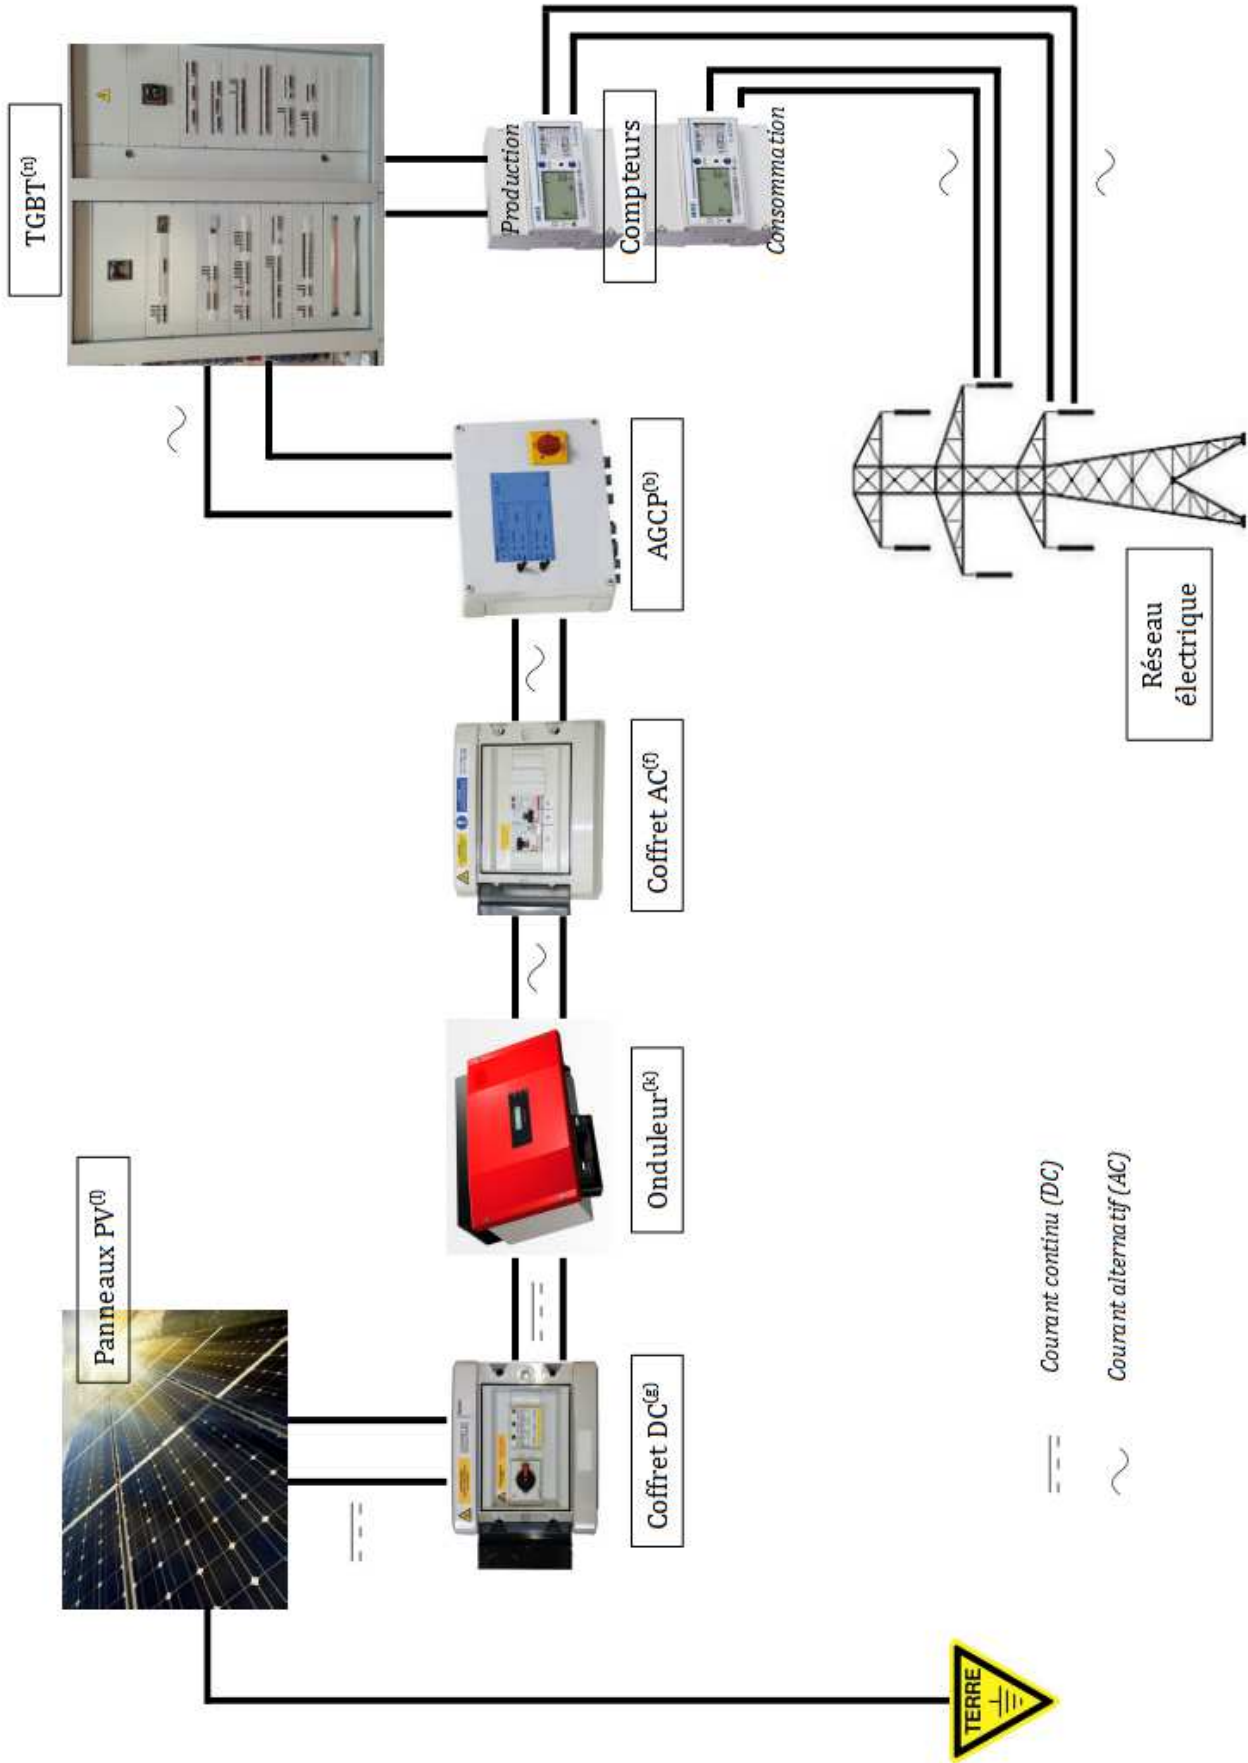 Panneaux PV⁽ˡ⁾
TGBT⁽ⁿ⁾
Production
Compteurs
Consommation
TERRE
Coffret DC⁽ᵍ⁾
Onduleur⁽ᵏ⁾
Coffret AC⁽ᶠ⁾
AGCP⁽ᵇ⁾
Réseau
électrique
Courant continu (DC)
Courant alternatif (AC)